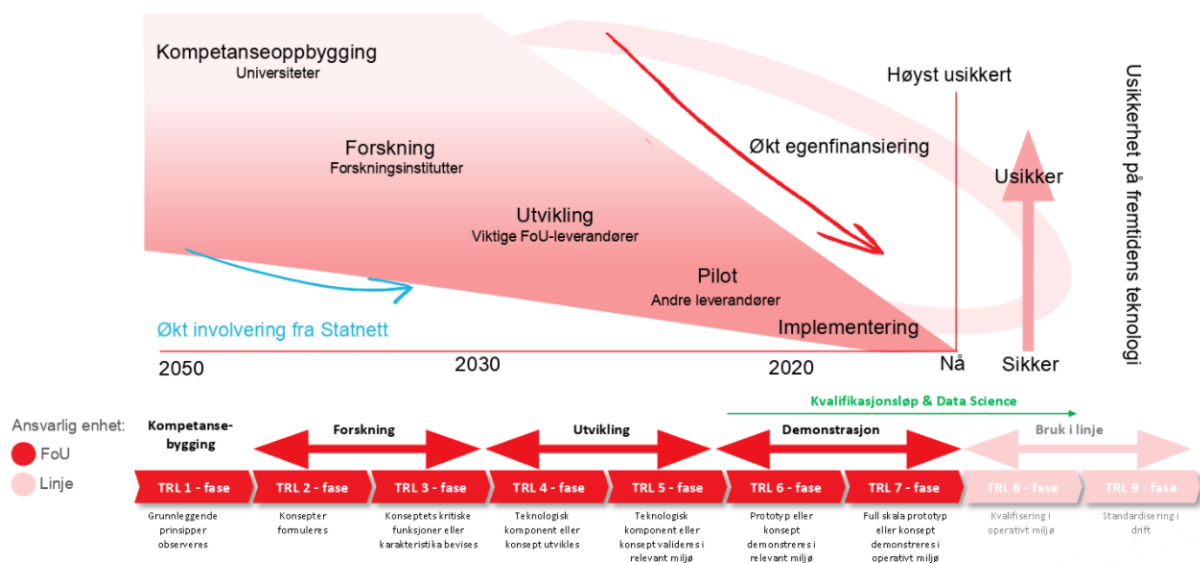 Kompetanseoppbygging
Universiteter
Høyst usikkert
Forskning
Forskningsinstitutter
Økt egenfinansiering
Usikker
Usikkerhet på fremtidens teknologi
Utvikling
Viktige FoU-leverandører
Pilot
Andre leverandører
Økt involvering fra Statnett
Implementering
2050
2030
2020
Nå
Sikker
Kvalifikasjonsløp & Data Science
Ansvarlig enhet:
FoU
Linje
Kompetanse-
bygging
Forskning
Utvikling
Demonstrasjon
Bruk i linje
TRL 1 - fase
TRL 2 - fase
TRL 3 - fase
TRL 4 - fase
TRL 5 - fase
TRL 6 - fase
TRL 7 - fase
TRL 8 - fase
TRL 9 - fase
Grunnleggende
prinsipper
observeres
Konsepter
formuleres
Konseptets kritiske
funksjoner eller
karakteristika bevises
Teknologisk
komponent eller
konsept utvikles
Teknologisk
komponent eller
konsept valideres i
relevant miljø
Prototyp eller
konsept
demonstreres i
relevant miljø
Full skala prototyp
eller konsept
demonstreres i
operativt miljø
Kvalifisering i
operativt miljø
Standardisering i
drift